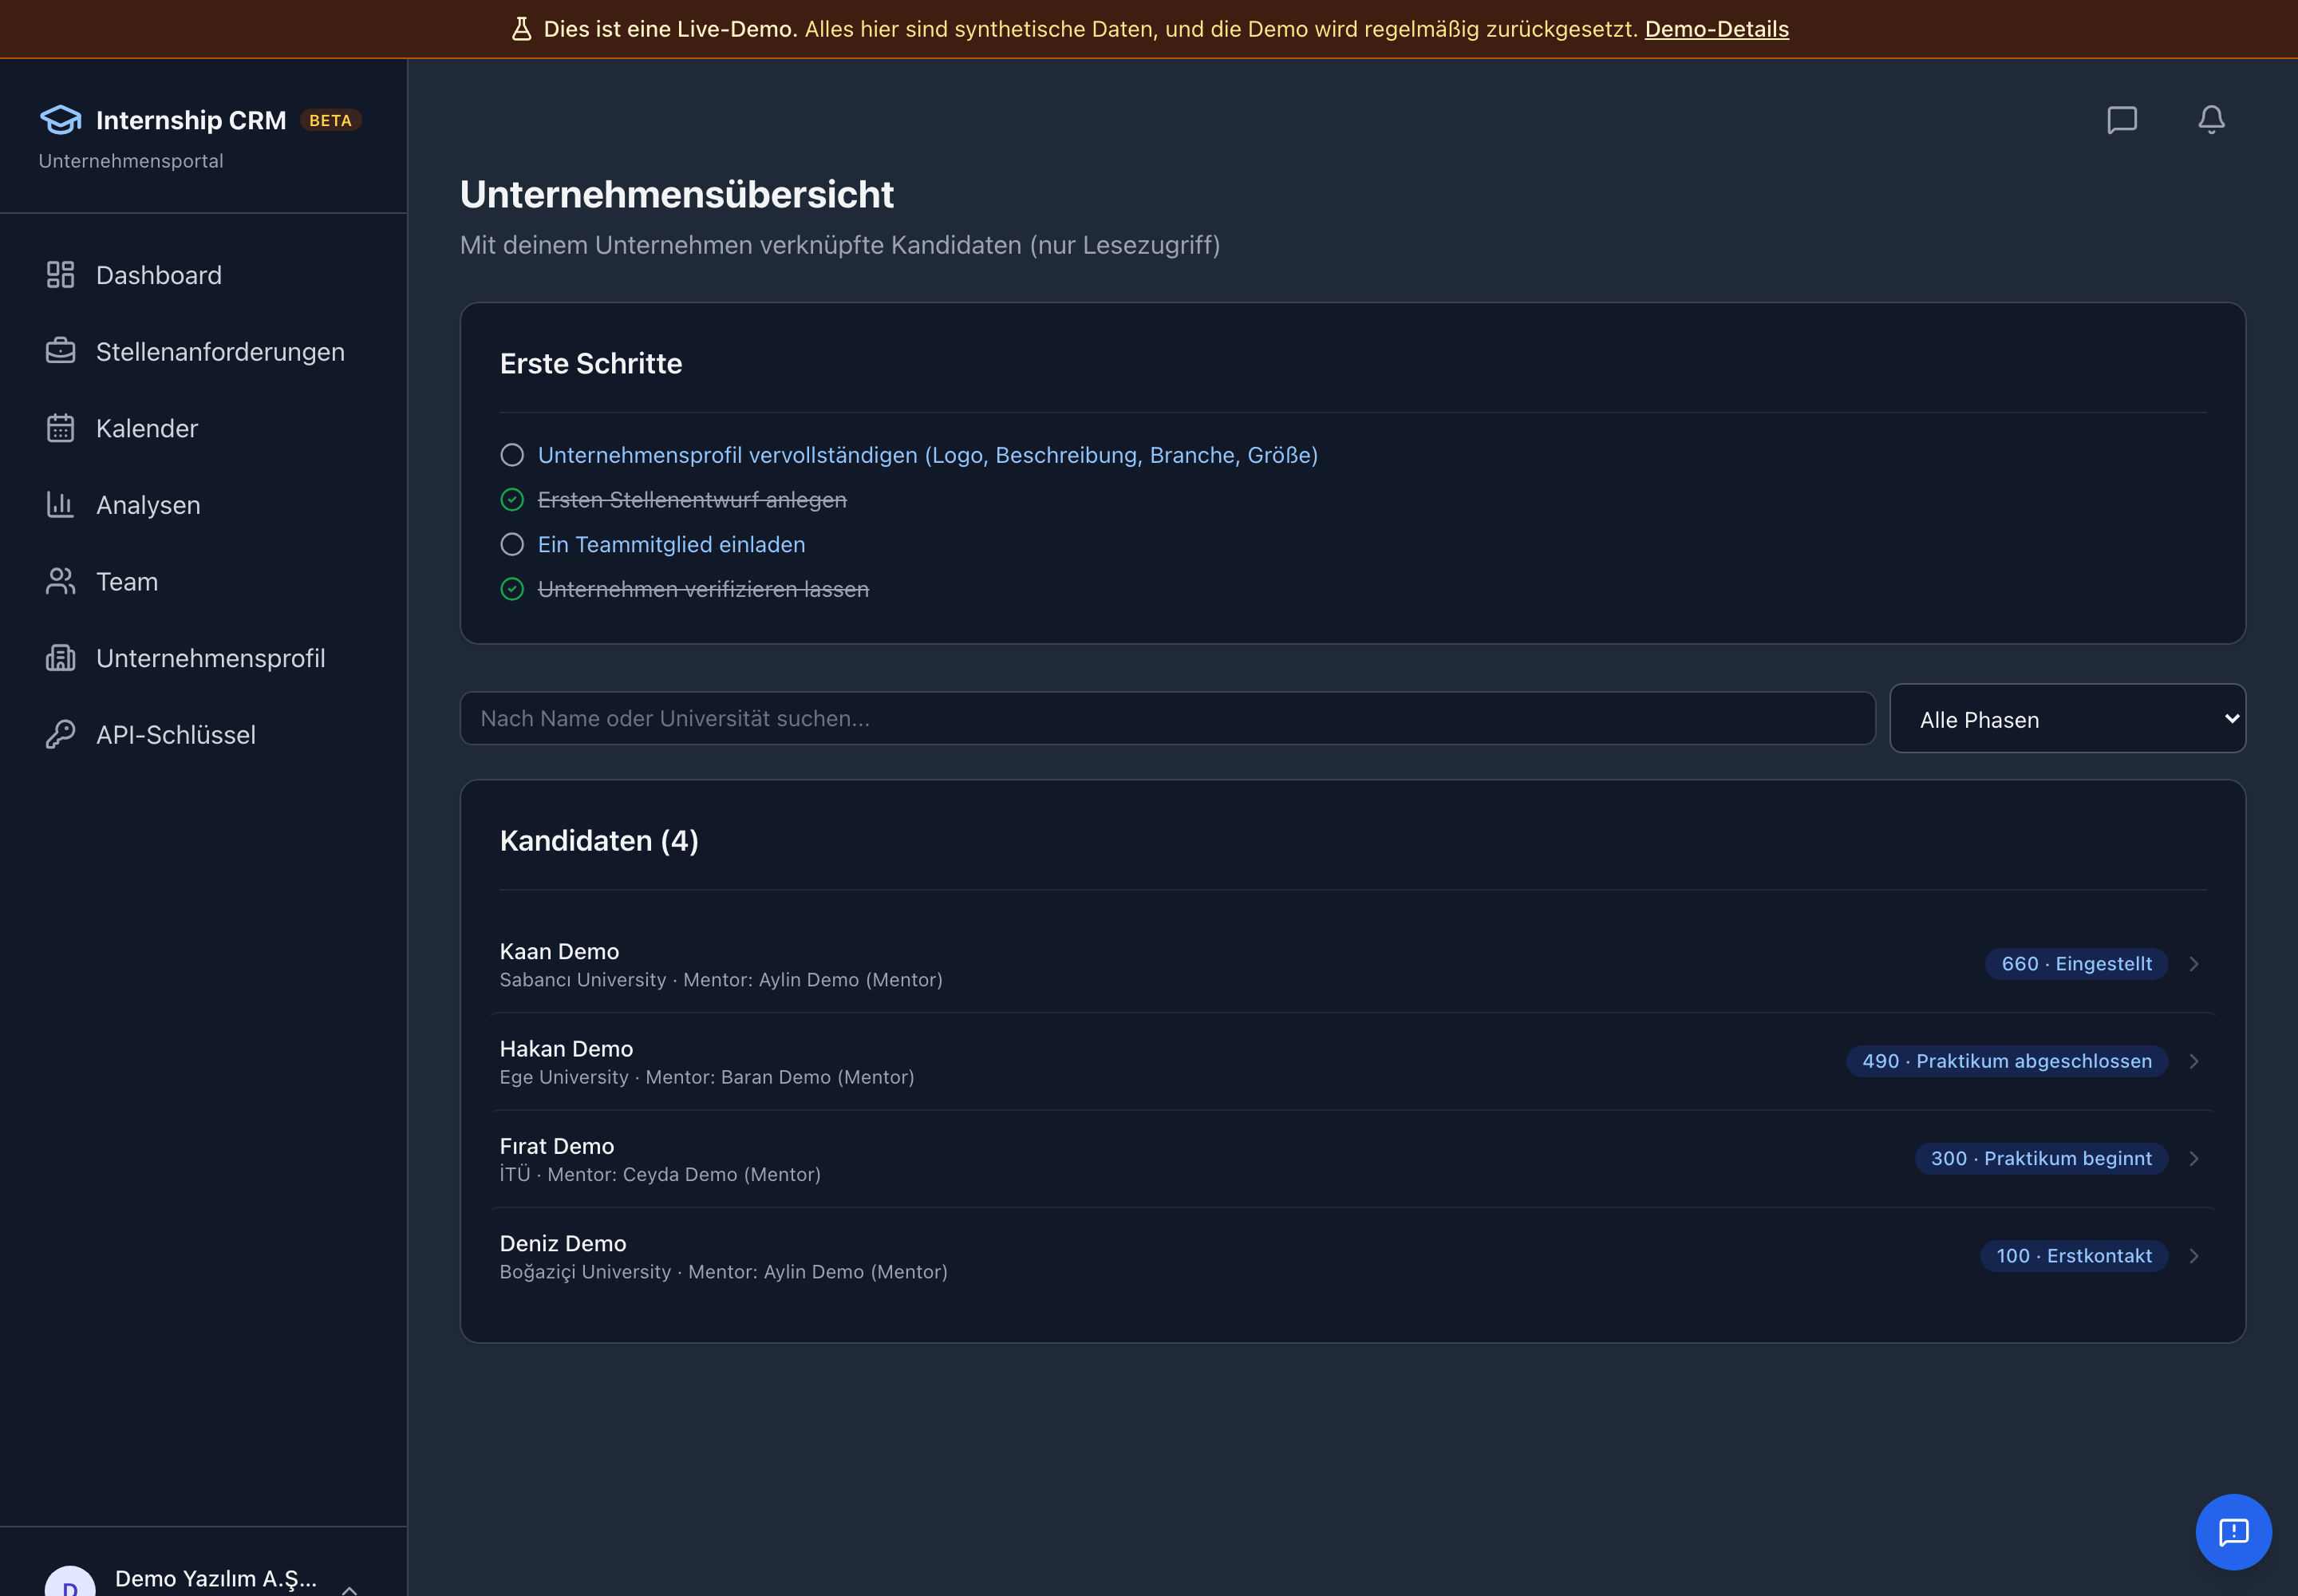 Dies ist eine Live-Demo. Alles hier sind synthetische Daten, und die Demo wird regelmäßig zurückgesetzt. Demo-Details
Internship CRM BETA
Unternehmensportal
Dashboard
Stellenanforderungen
Kalender
Analysen
Team
Unternehmensprofil
API-Schlüssel
Demo Yazılım A.Ş...
D
Unternehmensübersicht
Mit deinem Unternehmen verknüpfte Kandidaten (nur Lesezugriff)
Erste Schritte
Unternehmensprofil vervollständigen (Logo, Beschreibung, Branche, Größe)
Ersten Stellenentwurf anlegen
Ein Teammitglied einladen
Unternehmen verifizieren lassen
Nach Name oder Universität suchen...
Alle Phasen
Kandidaten (4)
Kaan Demo
Sabancı University · Mentor: Aylin Demo (Mentor)
660 · Eingestellt
Hakan Demo
Ege University · Mentor: Baran Demo (Mentor)
490 · Praktikum abgeschlossen
Fırat Demo
İTÜ · Mentor: Ceyda Demo (Mentor)
300 · Praktikum beginnt
Deniz Demo
Boğaziçi University · Mentor: Aylin Demo (Mentor)
100 · Erstkontakt